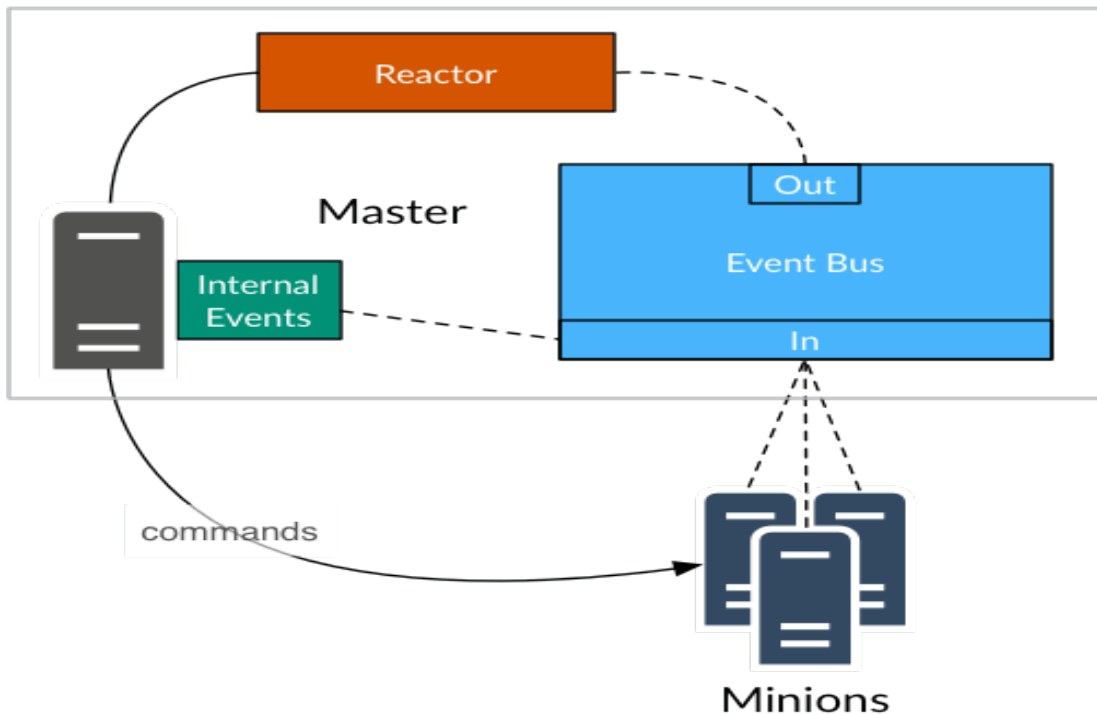 Reactor
Out
Master
Event Bus
Internal
Events
In
commands
Minions